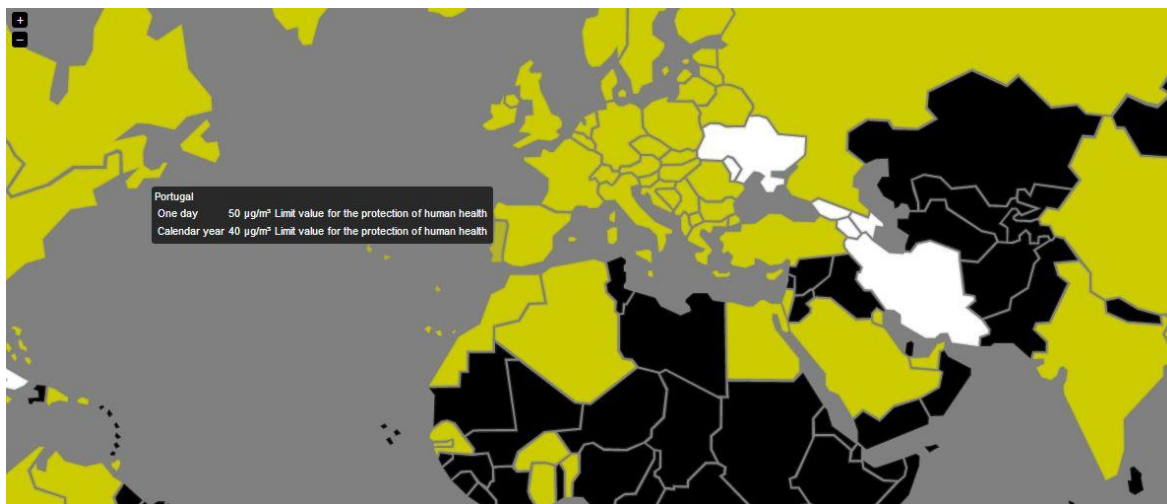 +
−
Portugal
One day 50 µg/m³ Limit value for the protection of human health
Calendar year 40 µg/m³ Limit value for the protection of human health